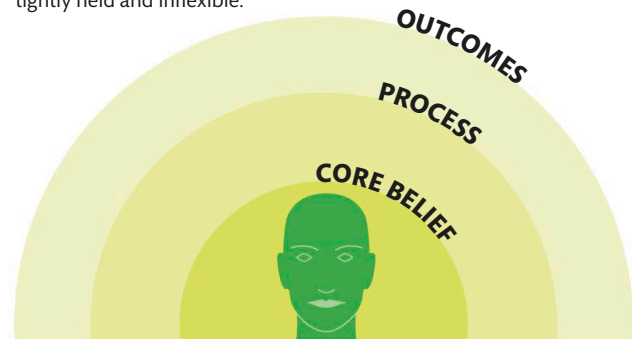 tightly held and inflexible.
OUTCOMES
PROCESS
CORE BELIEF